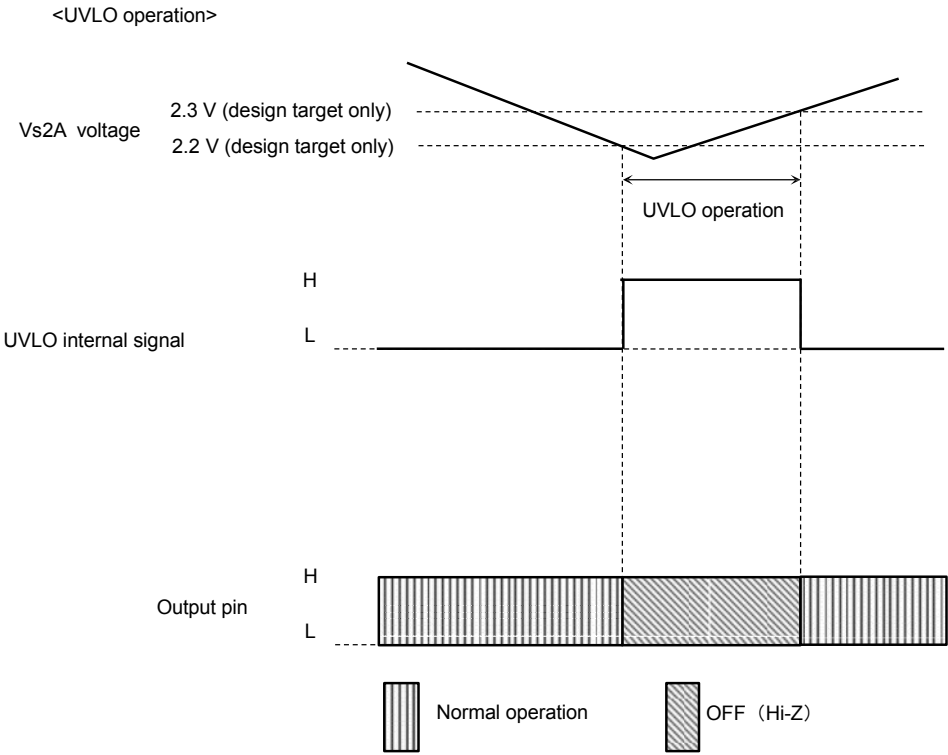 <UVLO operation>
2.3 V (design target only)
Vs2A voltage
2.2 V (design target only)
UVLO operation
H
UVLO internal signal
L
H
Output pin
L
Normal operation
OFF（Hi-Z）